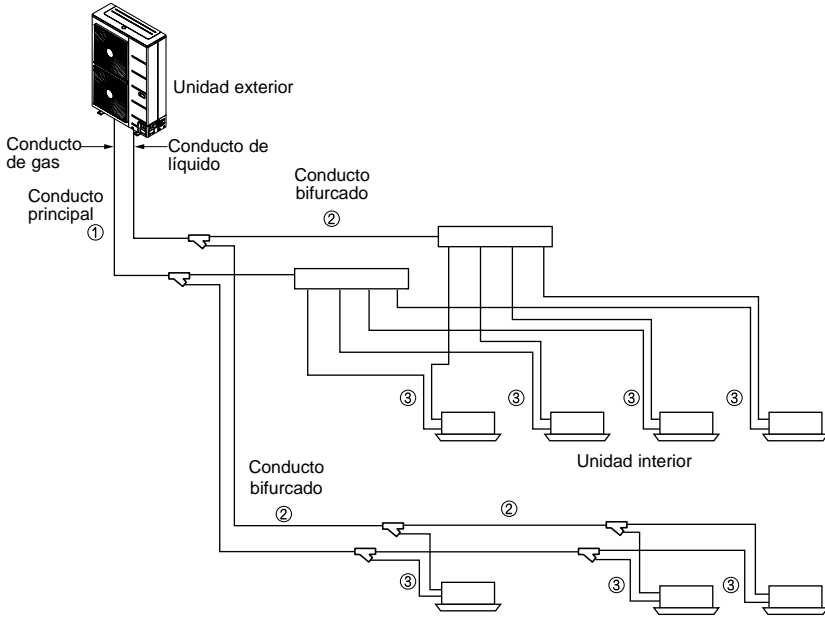 Unidad exterior
Conducto
de gas
Conducto de
líquido
Conducto
principal
①
Conducto
bifurcado
②
③
③
③
③
Unidad interior
Conducto
bifurcado
②
②
③
③
③